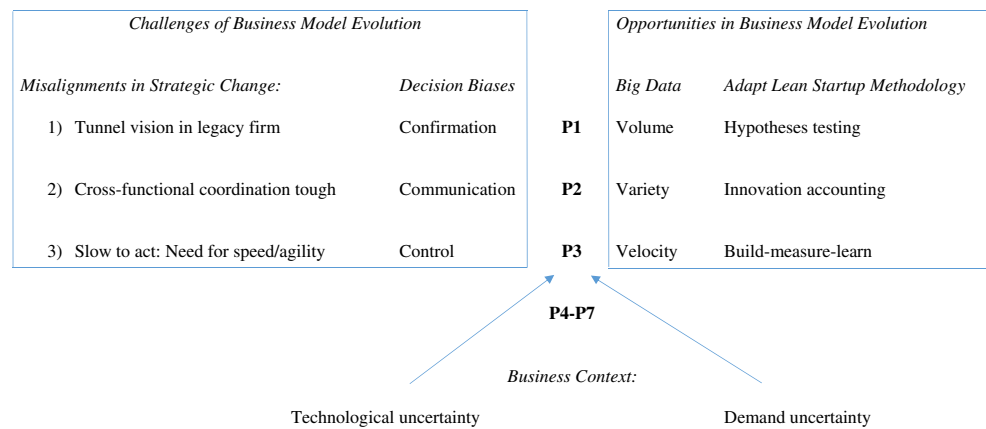 Challenges of Business Model Evolution Opportunities in Business Model Evolution
Misalignments in Strategic Change: Decision Biases Big Data Adapt Lean Startup Methodology
1) Tunnel vision in legacy firm Confirmation P1 Volume Hypotheses testing
2) Cross-functional coordination tough Communication P2 Variety Innovation accounting
3) Slow to act: Need for speed/agility Control P3 Velocity Build-measure-learn
P4-P7
Business Context:
Technological uncertainty Demand uncertainty